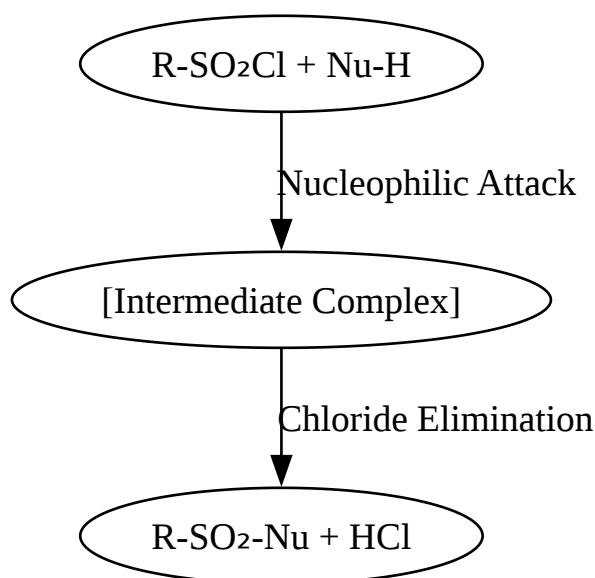 R-SO₂Cl + Nu-H
Nucleophilic Attack
[Intermediate Complex]
Chloride Elimination
R-SO₂-Nu + HCl